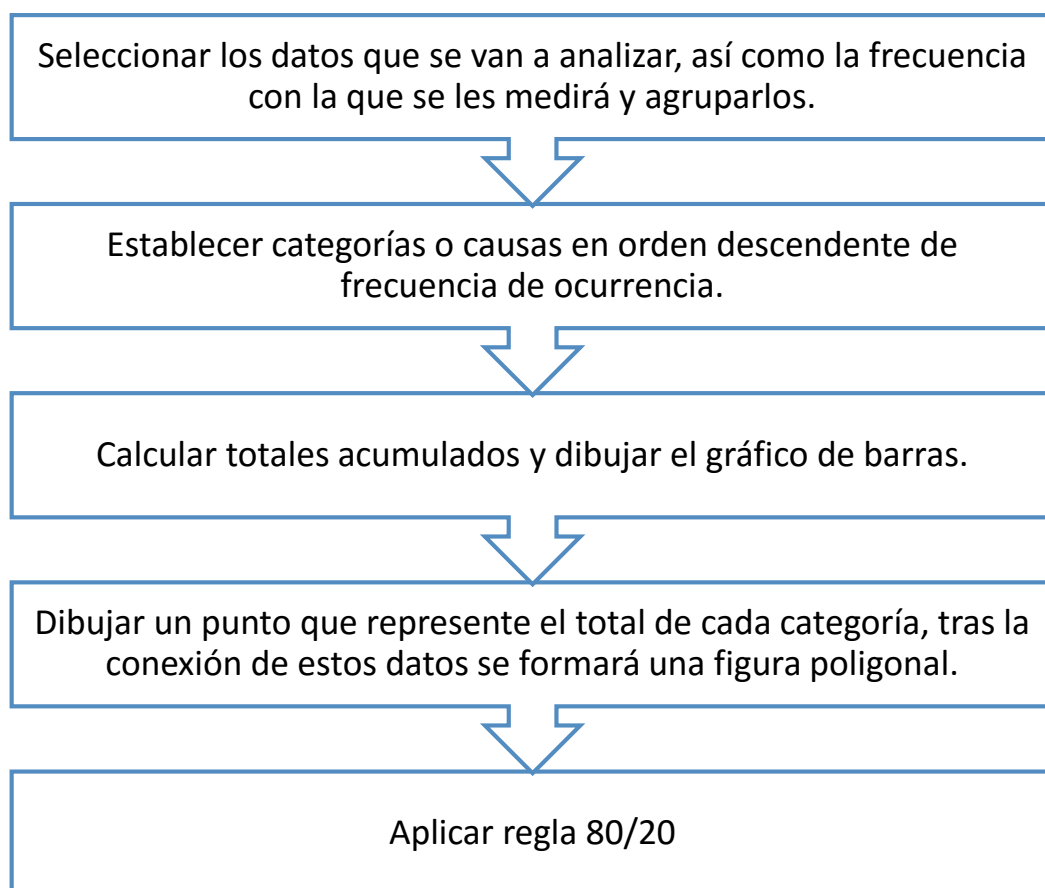 Seleccionar los datos que se van a analizar, así como la frecuencia
con la que se les medirá y agruparlos.
Establecer categorías o causas en orden descendente de
frecuencia de ocurrencia.
Calcular totales acumulados y dibujar el gráfico de barras.
Dibujar un punto que represente el total de cada categoría, tras la
conexión de estos datos se formará una figura poligonal.
Aplicar regla 80/20